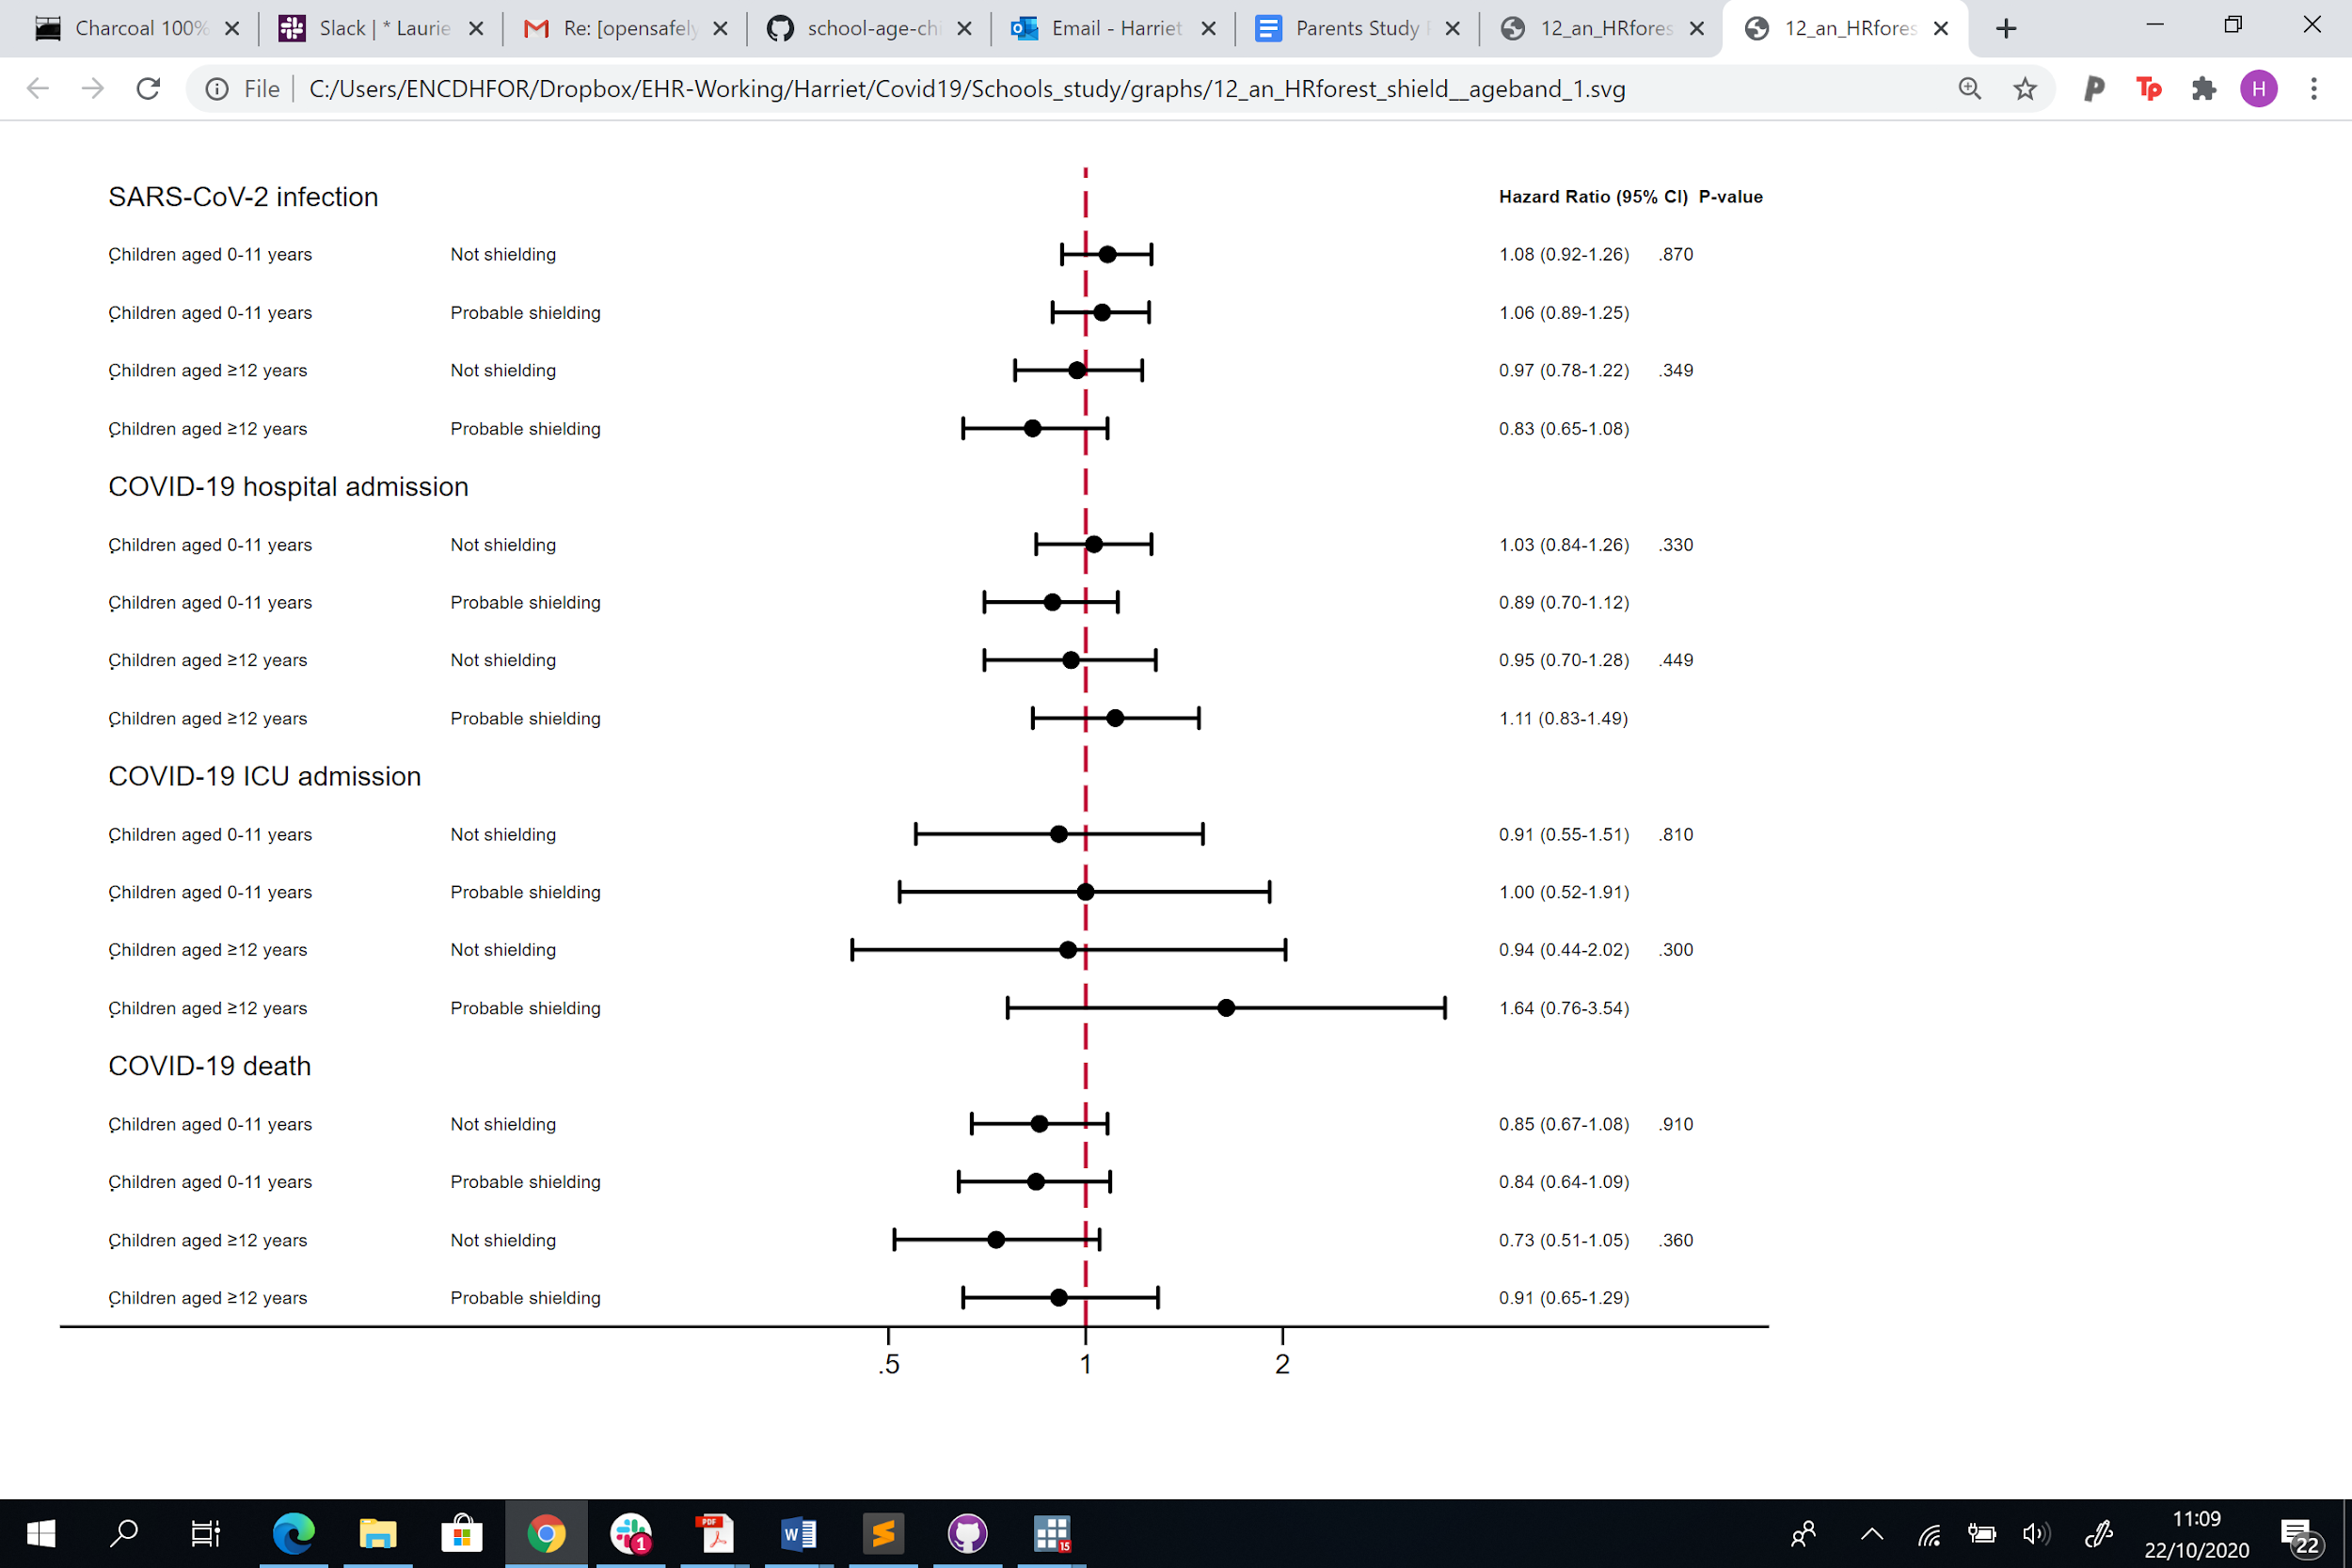 Charcoal 100%
Slack | * Laurie
Re: [opensafely
school-age-chi
Email - Harriet
Parents Study
12_an_HRfores
12_an_HRfores
File C:/Users/ENCDHFOR/Dropbox/EHR-Working/Harriet/Covid19/Schools_study/graphs/12_an_HRforest_shield__ageband_1.svg
P
Tp
H
SARS-CoV-2 infection Hazard Ratio (95% CI) P-value
Children aged 0-11 years Not shielding 1.08 (0.92-1.26) .870
Children aged 0-11 years Probable shielding 1.06 (0.89-1.25)
Children aged ≥12 years Not shielding 0.97 (0.78-1.22) .349
Children aged ≥12 years Probable shielding 0.83 (0.65-1.08)
COVID-19 hospital admission
Children aged 0-11 years Not shielding 1.03 (0.84-1.26) .330
Children aged 0-11 years Probable shielding 0.89 (0.70-1.12)
Children aged ≥12 years Not shielding 0.95 (0.70-1.28) .449
Children aged ≥12 years Probable shielding 1.11 (0.83-1.49)
COVID-19 ICU admission
Children aged 0-11 years Not shielding 0.91 (0.55-1.51) .810
Children aged 0-11 years Probable shielding 1.00 (0.52-1.91)
Children aged ≥12 years Not shielding 0.94 (0.44-2.02) .300
Children aged ≥12 years Probable shielding 1.64 (0.76-3.54)
COVID-19 death
Children aged 0-11 years Not shielding 0.85 (0.67-1.08) .910
Children aged 0-11 years Probable shielding 0.84 (0.64-1.09)
Children aged ≥12 years Not shielding 0.73 (0.51-1.05) .360
Children aged ≥12 years Probable shielding 0.91 (0.65-1.29)
.5 1 2
1
PDF
W
15
11:09
22/10/2020
22